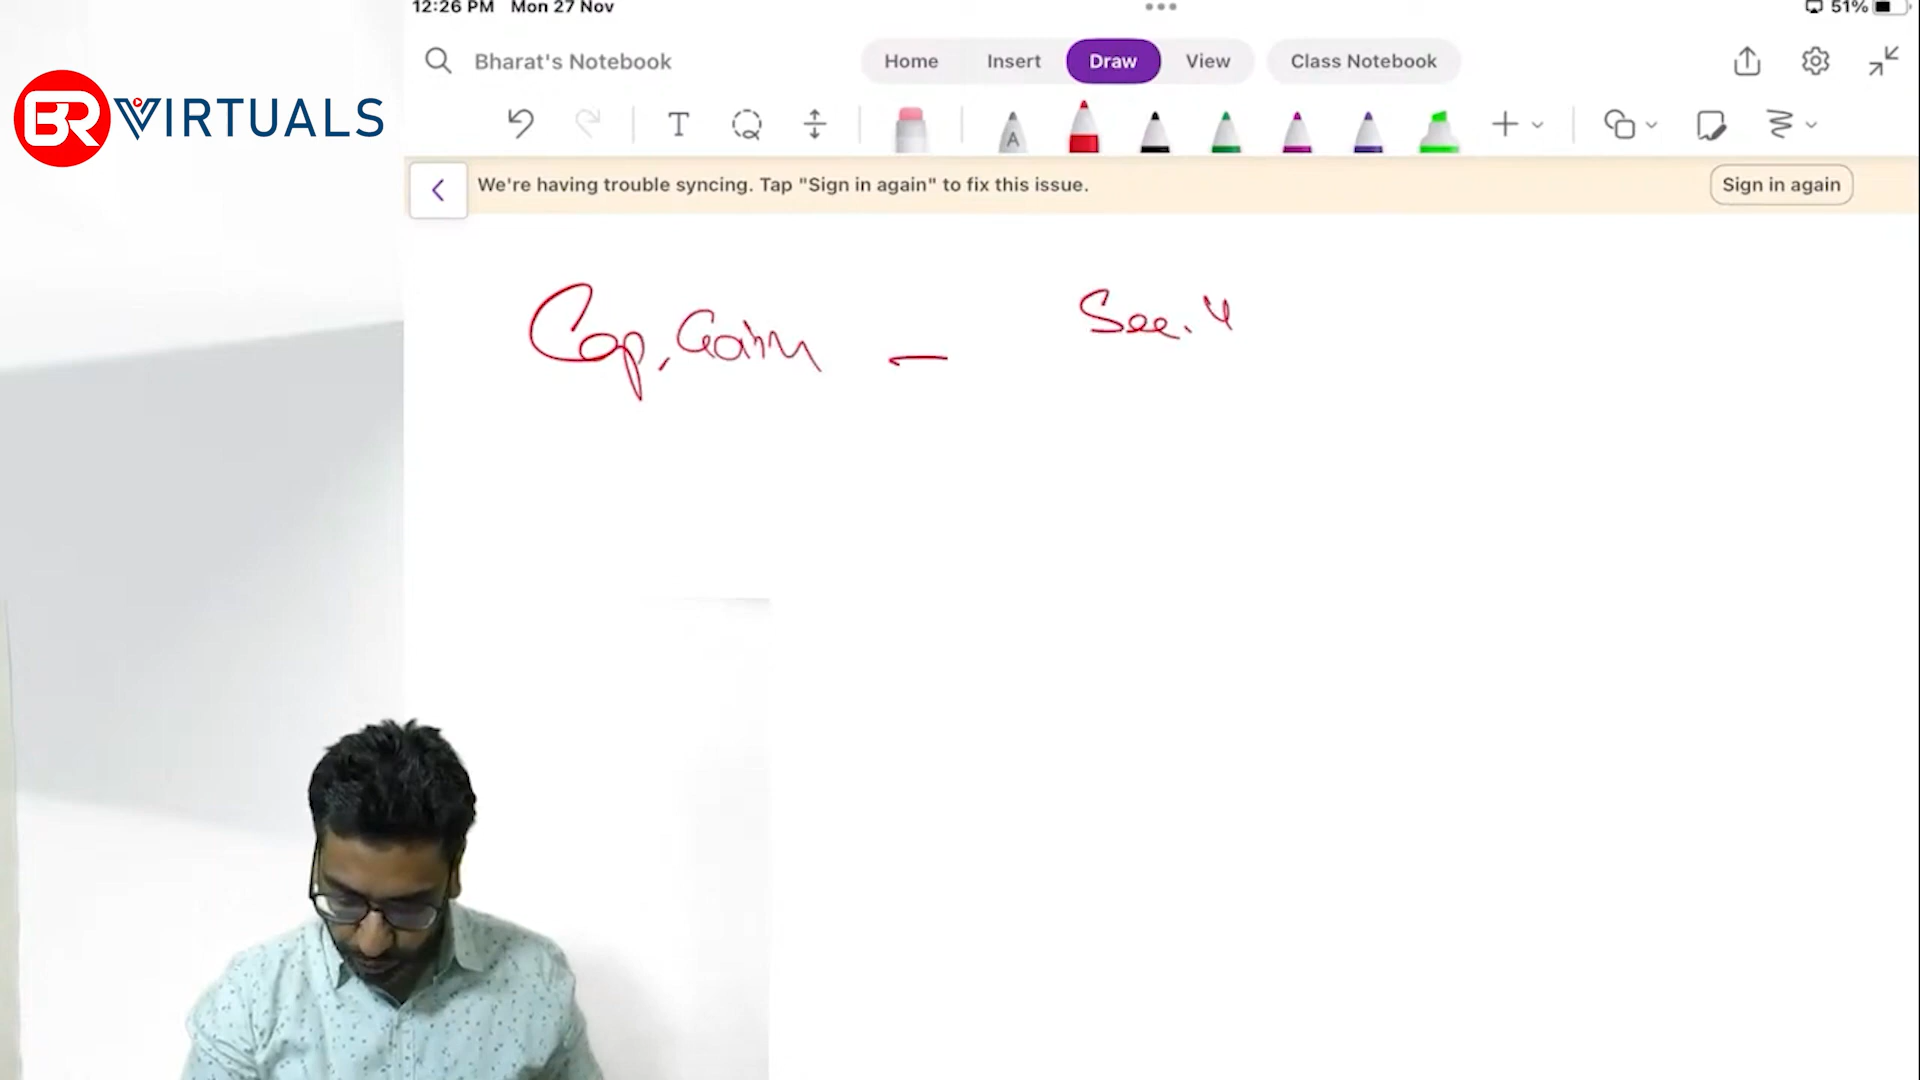 12:26 PM Mon 27 Nov
51%
BR VIRTUALS
Bharat's Notebook
Home Insert Draw View Class Notebook
T
A
We're having trouble syncing. Tap "Sign in again" to fix this issue.
Sign in again
Cap. Gain — Sec. 4